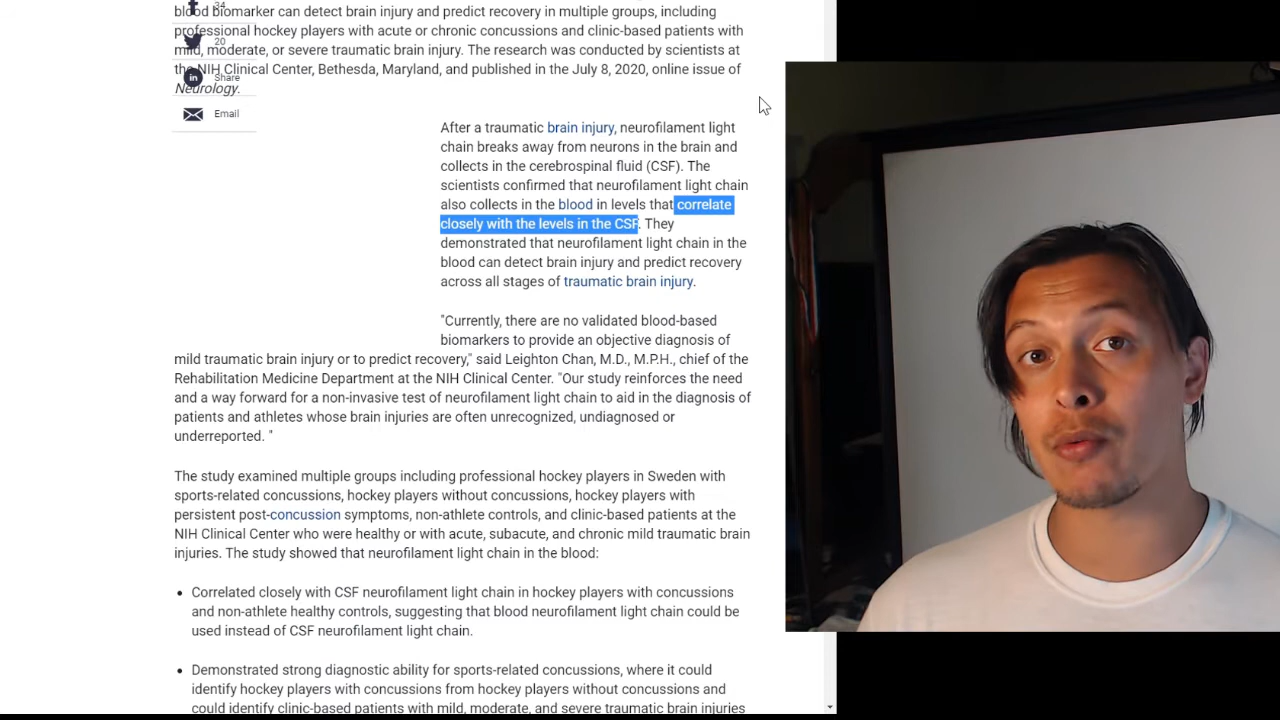 34
blood biomarker can detect brain injury and predict recovery in multiple groups, including
professional hockey players with acute or chronic concussions and clinic-based patients with
20
mild, moderate, or severe traumatic brain injury. The research was conducted by scientists at
the NIH Clinical Center, Bethesda, Maryland, and published in the July 8, 2020, online issue of
Share
Neurology.
Email
After a traumatic brain injury, neurofilament light
chain breaks away from neurons in the brain and
collects in the cerebrospinal fluid (CSF). The
scientists confirmed that neurofilament light chain
also collects in the blood in levels that correlate
closely with the levels in the CSF. They
demonstrated that neurofilament light chain in the
blood can detect brain injury and predict recovery
across all stages of traumatic brain injury.
"Currently, there are no validated blood-based
biomarkers to provide an objective diagnosis of
mild traumatic brain injury or to predict recovery," said Leighton Chan, M.D., M.P.H., chief of the
Rehabilitation Medicine Department at the NIH Clinical Center. "Our study reinforces the need
and a way forward for a non-invasive test of neurofilament light chain to aid in the diagnosis of
patients and athletes whose brain injuries are often unrecognized, undiagnosed or
underreported. "
The study examined multiple groups including professional hockey players in Sweden with
sports-related concussions, hockey players without concussions, hockey players with
persistent post-concussion symptoms, non-athlete controls, and clinic-based patients at the
NIH Clinical Center who were healthy or with acute, subacute, and chronic mild traumatic brain
injuries. The study showed that neurofilament light chain in the blood:
• Correlated closely with CSF neurofilament light chain in hockey players with concussions
and non-athlete healthy controls, suggesting that blood neurofilament light chain could be
used instead of CSF neurofilament light chain.
• Demonstrated strong diagnostic ability for sports-related concussions, where it could
identify hockey players with concussions from hockey players without concussions and
could identify clinic-based patients with mild, moderate, and severe traumatic brain injuries